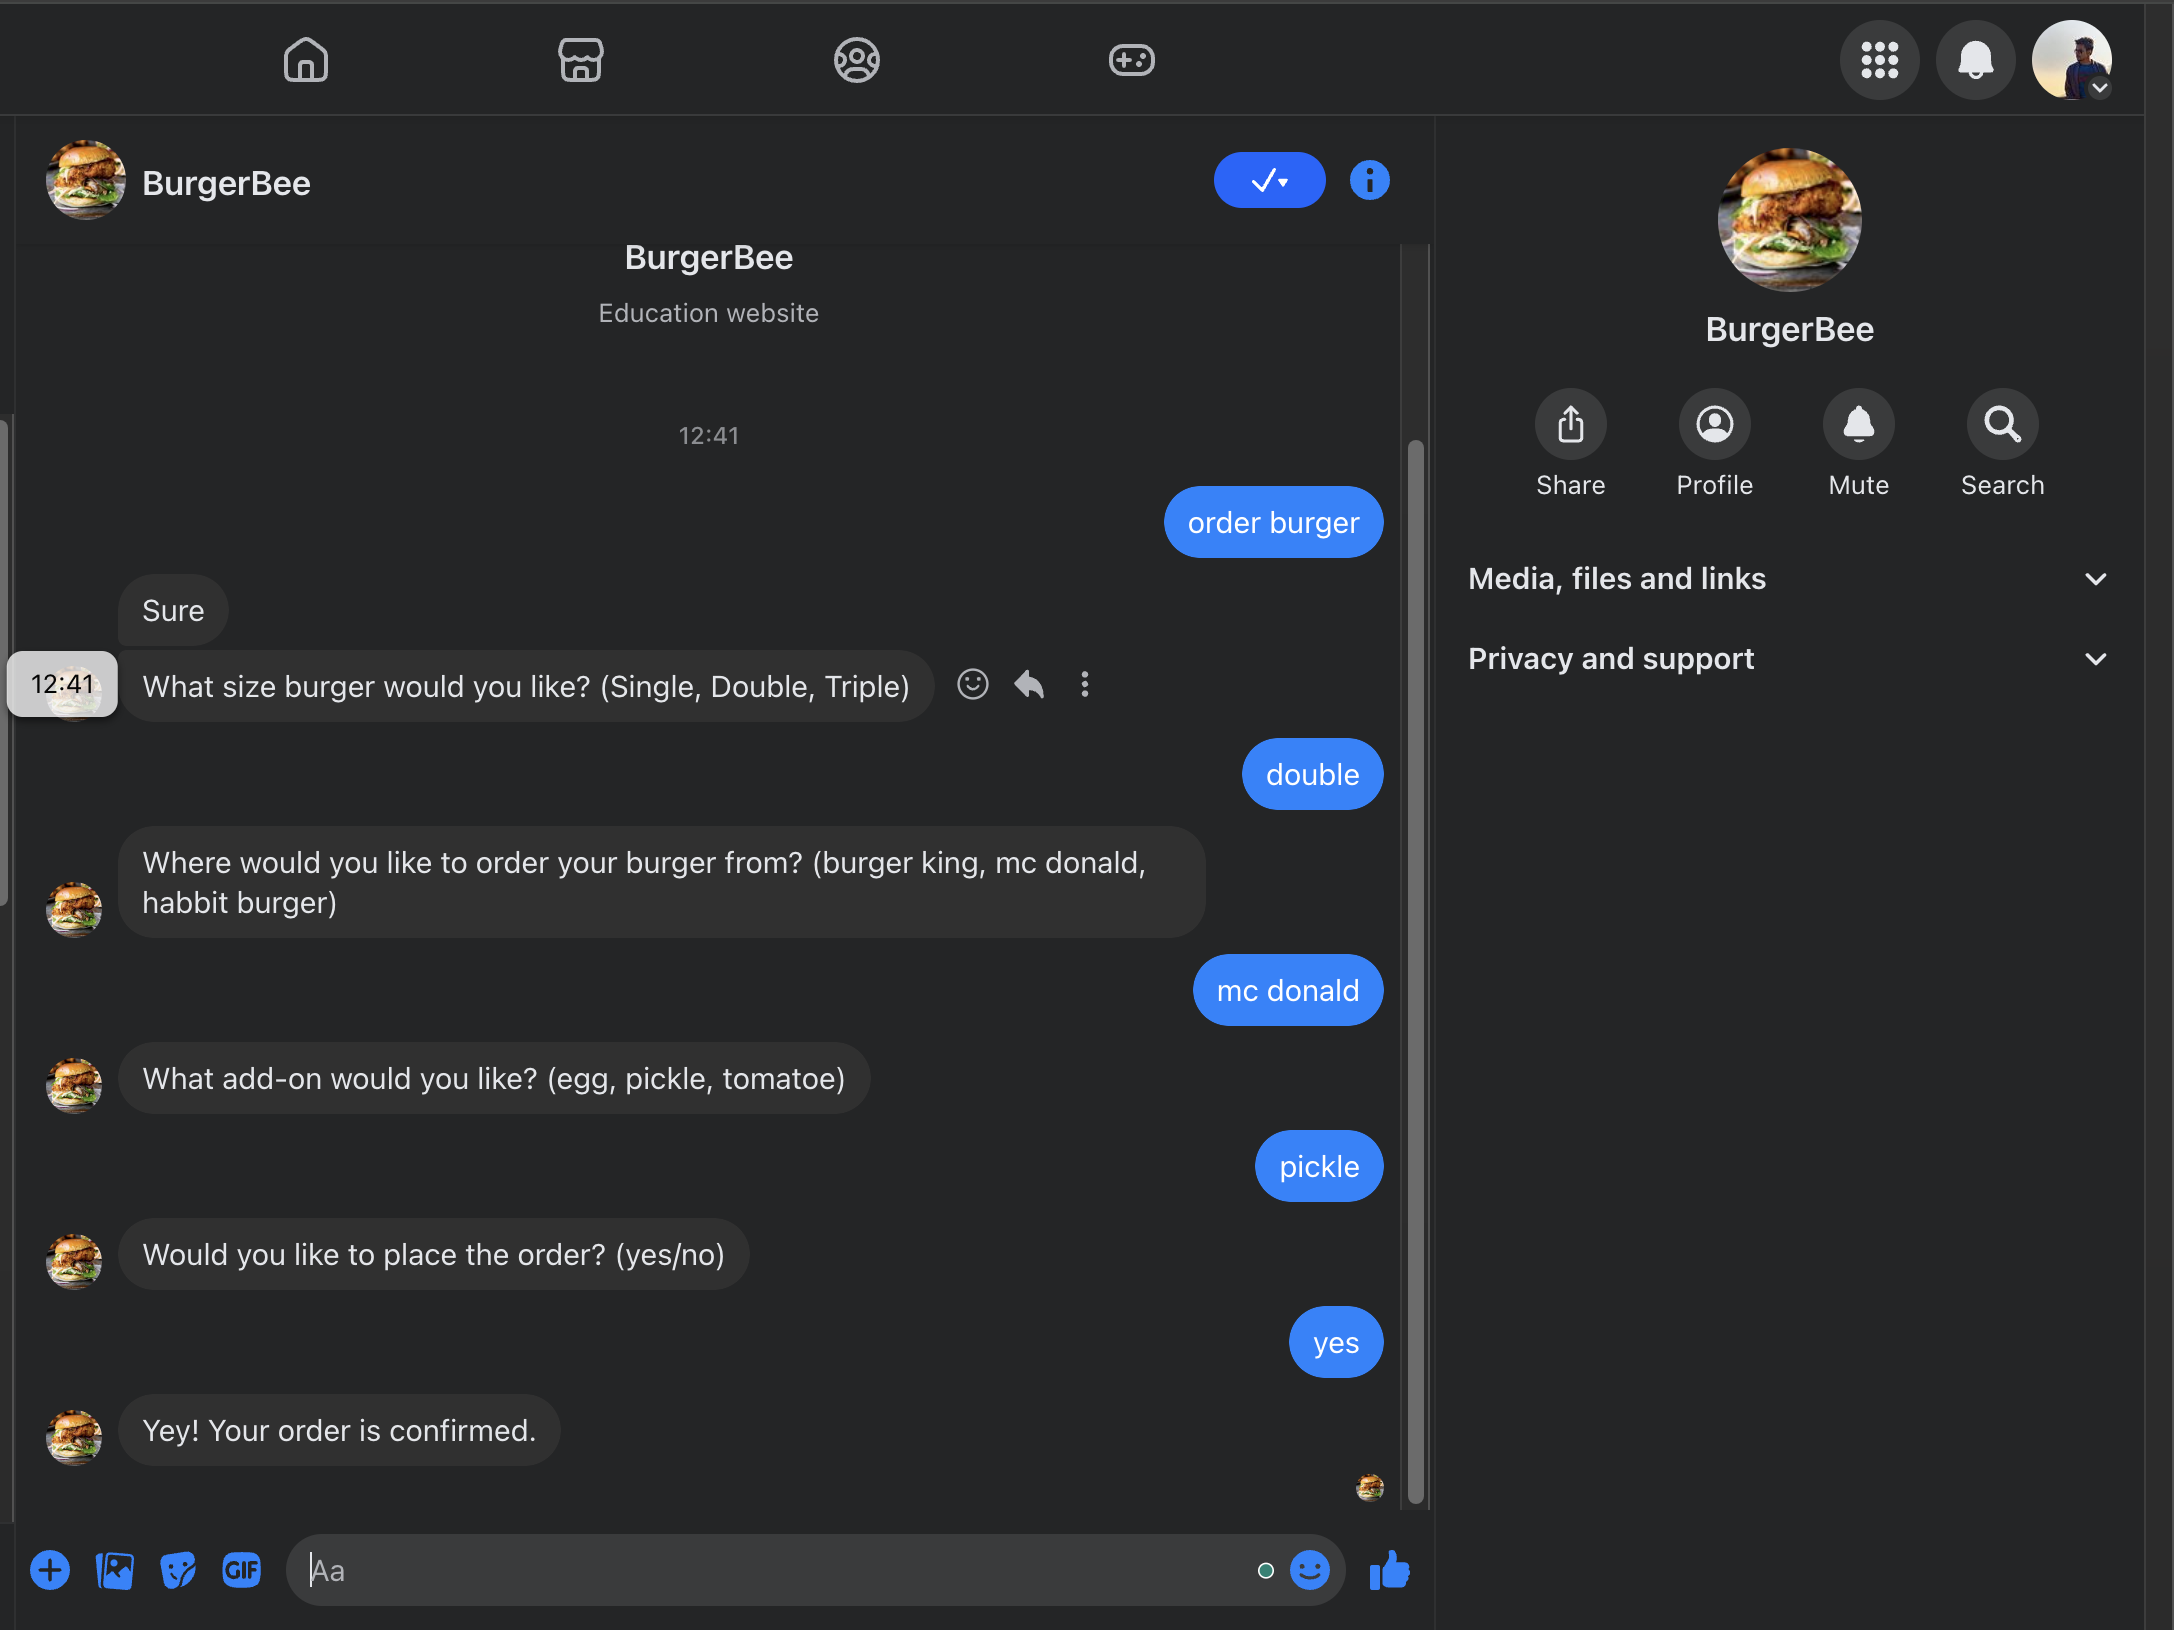 BurgerBee
BurgerBee
Education website
12:41
order burger
Sure
12:41
What size burger would you like? (Single, Double, Triple)
double
Where would you like to order your burger from? (burger king, mc donald,
habbit burger)
mc donald
What add-on would you like? (egg, pickle, tomatoe)
pickle
Would you like to place the order? (yes/no)
yes
Yey! Your order is confirmed.
GIF
Aa
BurgerBee
Share
Profile
Mute
Search
Media, files and links
Privacy and support